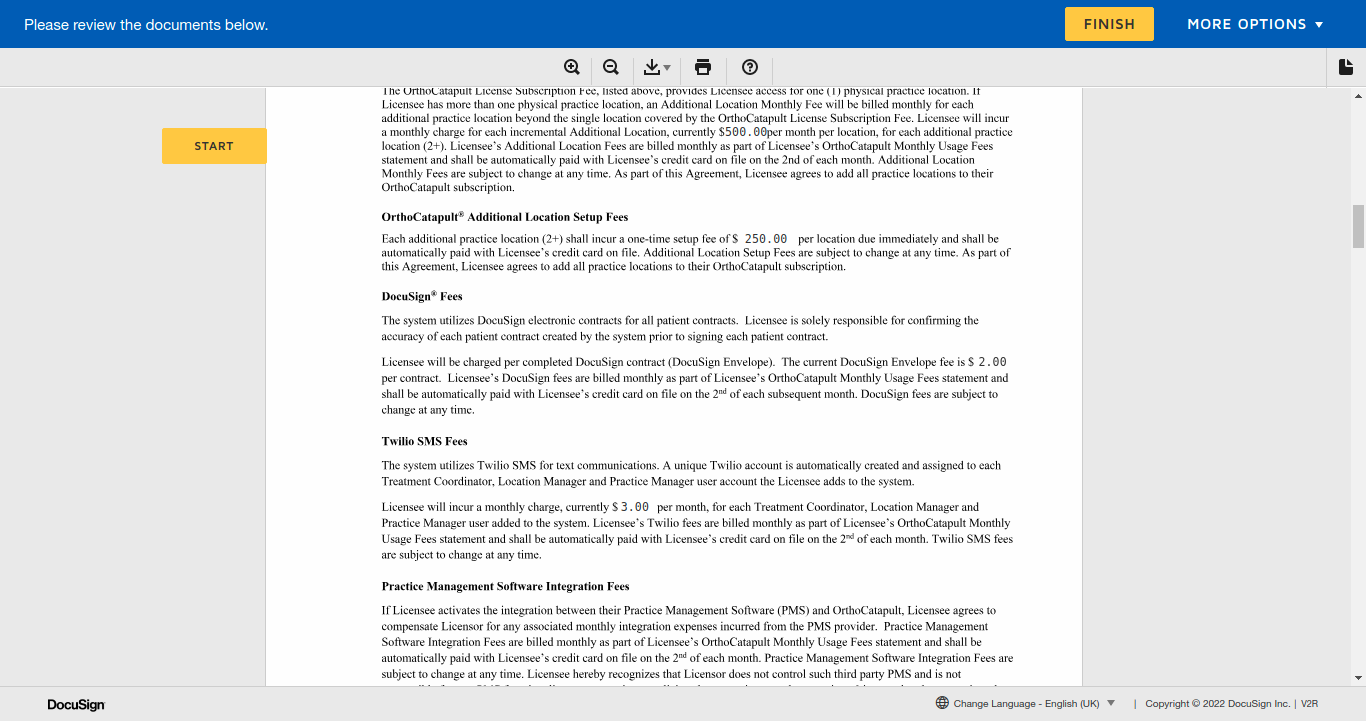 Please review the documents below.
FINISH
MORE OPTIONS
START
The OrthoCatapult License Subscription Fee, listed above, provides Licensee access for one (1) physical practice location. If
Licensee has more than one physical practice location, an Additional Location Monthly Fee will be billed monthly for each
additional practice location beyond the single location covered by the OrthoCatapult License Subscription Fee. Licensee will incur
a monthly charge for each incremental Additional Location, currently $500.00per month per location, for each additional practice
location (2+). Licensee's Additional Location Fees are billed monthly as part of Licensee's OrthoCatapult Monthly Usage Fees
statement and shall be automatically paid with Licensee's credit card on file on the 2nd of each month. Additional Location
Monthly Fees are subject to change at any time. As part of this Agreement, Licensee agrees to add all practice locations to their
OrthoCatapult subscription.
OrthoCatapult® Additional Location Setup Fees
Each additional practice location (2+) shall incur a one-time setup fee of $ 250.00 per location due immediately and shall be
automatically paid with Licensee's credit card on file. Additional Location Setup Fees are subject to change at any time. As part of
this Agreement, Licensee agrees to add all practice locations to their OrthoCatapult subscription.
DocuSign® Fees
The system utilizes DocuSign electronic contracts for all patient contracts. Licensee is solely responsible for confirming the
accuracy of each patient contract created by the system prior to signing each patient contract.
Licensee will be charged per completed DocuSign contract (DocuSign Envelope). The current DocuSign Envelope fee is $ 2.00
per contract. Licensee's DocuSign fees are billed monthly as part of Licensee's OrthoCatapult Monthly Usage Fees statement and
shall be automatically paid with Licensee's credit card on file on the 2nd of each subsequent month. DocuSign fees are subject to
change at any time.
Twilio SMS Fees
The system utilizes Twilio SMS for text communications. A unique Twilio account is automatically created and assigned to each
Treatment Coordinator, Location Manager and Practice Manager user account the Licensee adds to the system.
Licensee will incur a monthly charge, currently $ 3.00 per month, for each Treatment Coordinator, Location Manager and
Practice Manager user added to the system. Licensee's Twilio fees are billed monthly as part of Licensee's OrthoCatapult Monthly
Usage Fees statement and shall be automatically paid with Licensee's credit card on file on the 2nd of each month. Twilio SMS fees
are subject to change at any time.
Practice Management Software Integration Fees
If Licensee activates the integration between their Practice Management Software (PMS) and OrthoCatapult, Licensee agrees to
compensate Licensor for any associated monthly integration expenses incurred from the PMS provider. Practice Management
Software Integration Fees are billed monthly as part of Licensee's OrthoCatapult Monthly Usage Fees statement and shall be
automatically paid with Licensee's credit card on file on the 2nd of each month. Practice Management Software Integration Fees are
subject to change at any time. Licensee hereby recognizes that Licensor does not control such third party PMS and is not
DocuSign
Change Language - English (UK) | Copyright © 2022 DocuSign Inc. | V2R